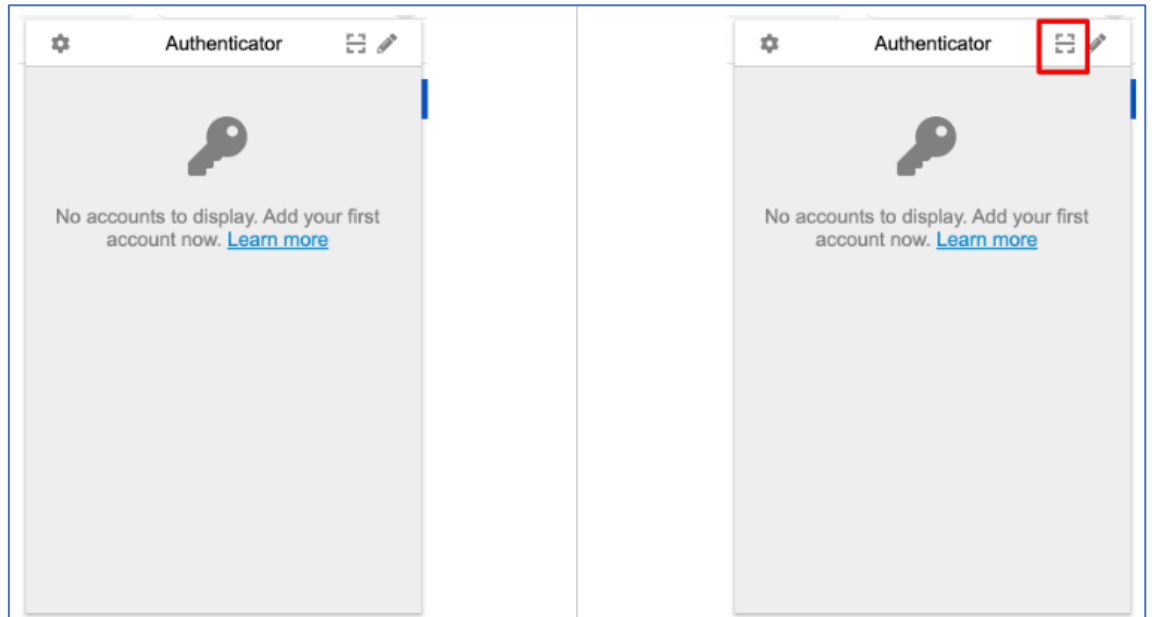 Authenticator
No accounts to display. Add your first
account now. Learn more
Authenticator
No accounts to display. Add your first
account now. Learn more